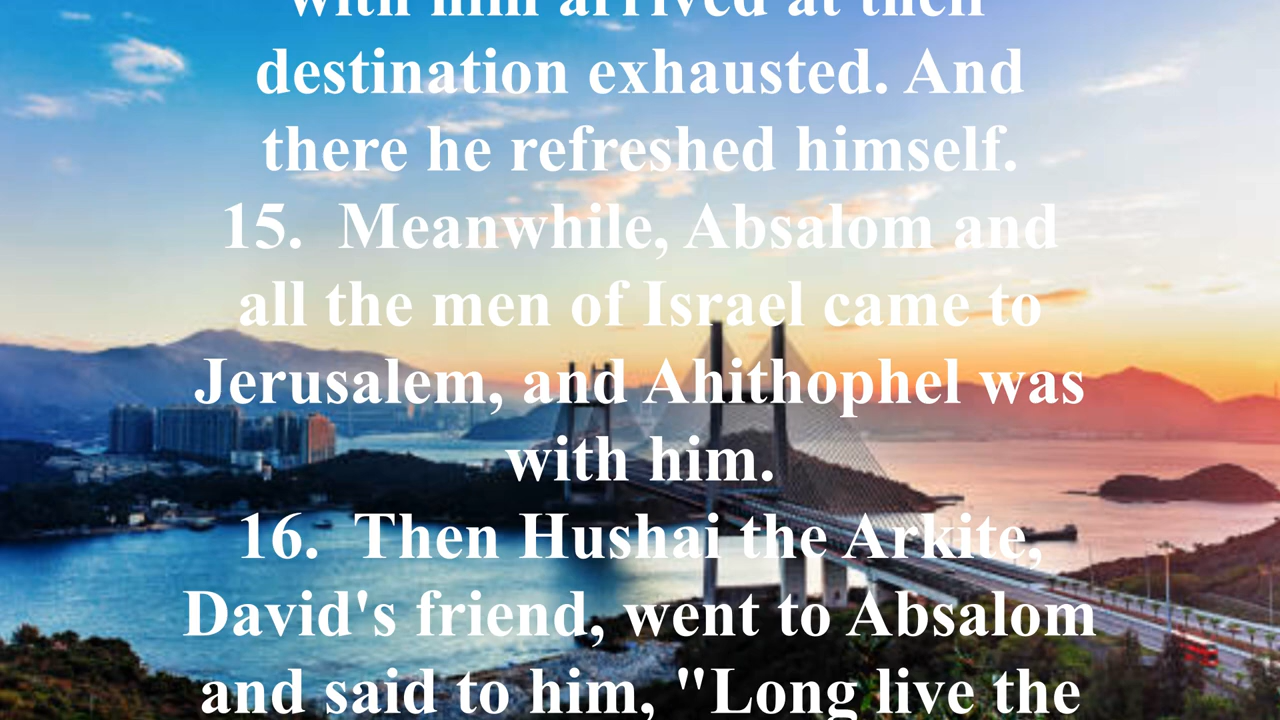 with him arrived at their
destination exhausted. And
there he refreshed himself.
15. Meanwhile, Absalom and
all the men of Israel came to
Jerusalem, and Ahithophel was
with him.
16. Then Hushai the Arkite,
David's friend, went to Absalom
and said to him, "Long live the